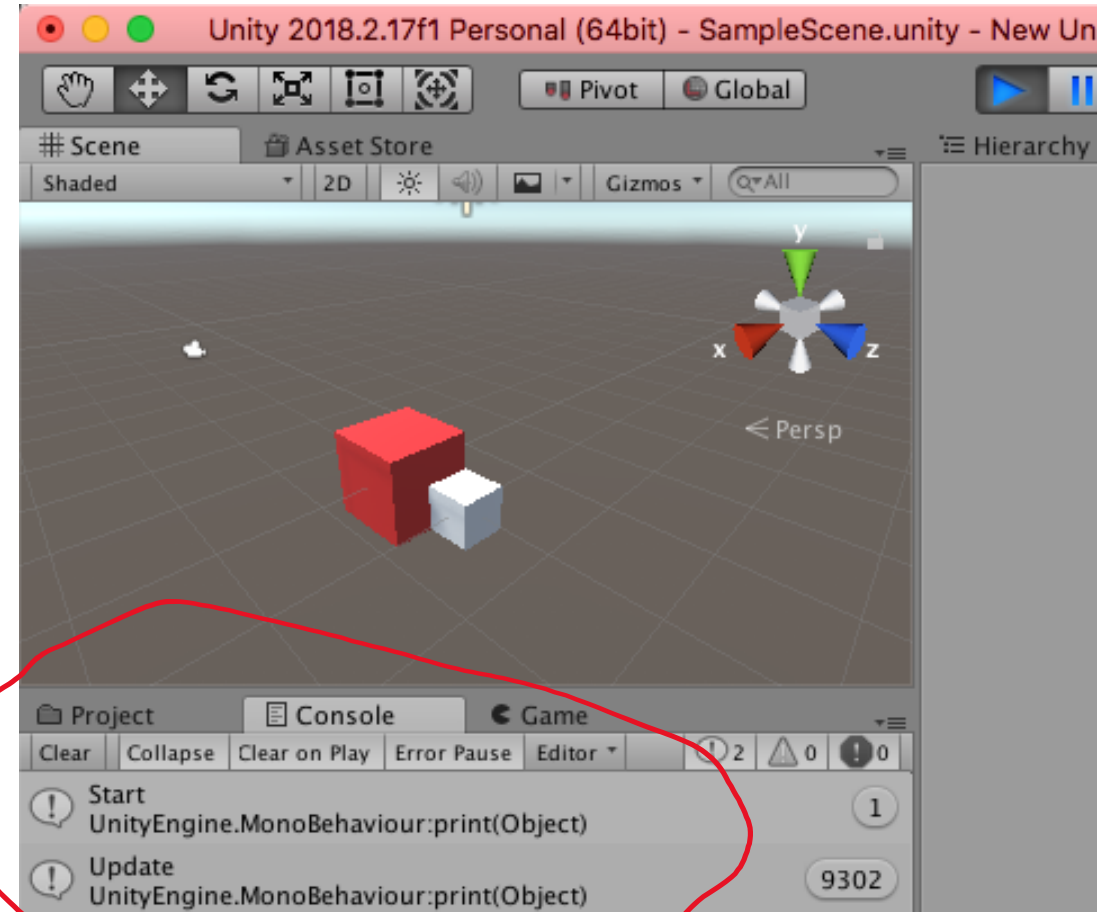 Unity 2018.2.17f1 Personal (64bit) - SampleScene.unity - New Un
Pivot Global
Scene Asset Store Hierarchy
Shaded 2D Gizmos All
y
x z
Persp
Project Console Game
Clear Collapse Clear on Play Error Pause Editor 2 0 0
Start
UnityEngine.MonoBehaviour:print(Object) 1
Update
UnityEngine.MonoBehaviour:print(Object) 9302